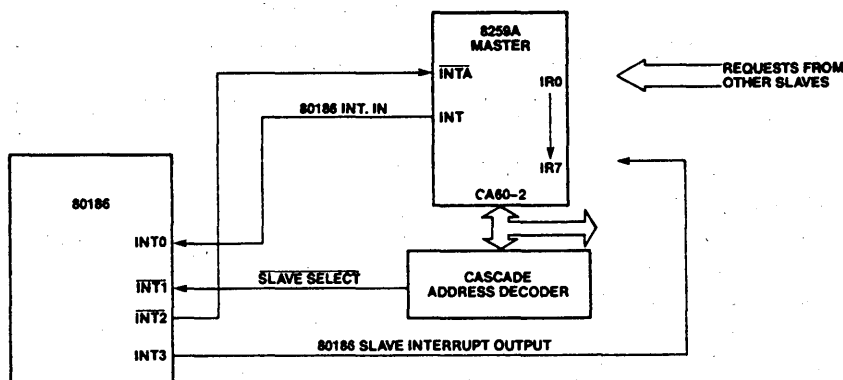 8259A
MASTER
INTA
IR0
REQUESTS FROM
OTHER SLAVES
80186 INT. IN
INT
IR7
80186
CA60-2
INT0
SLAVE SELECT
CASCADE
ADDRESS DECODER
INT1
INT2
INT3
80186 SLAVE INTERRUPT OUTPUT